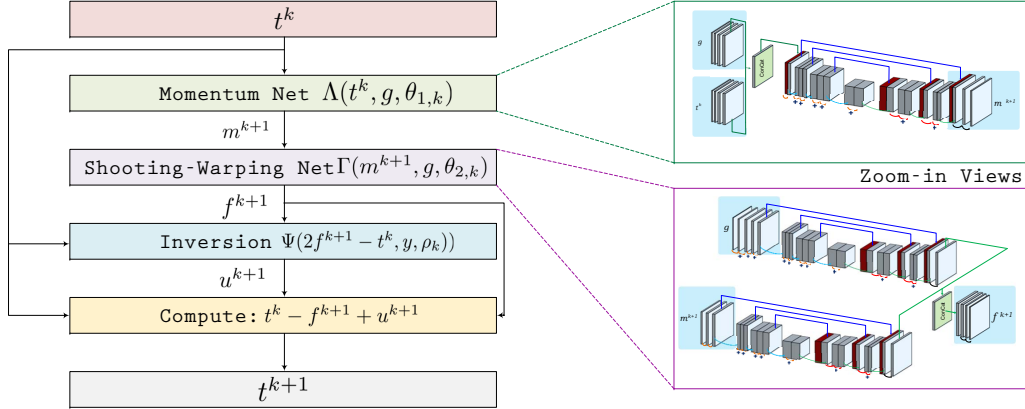 t^k
Momentum Net Λ(t^k, g, θ_{1,k})
m^{k+1}
Shooting-Warping NetΓ(m^{k+1}, g, θ_{2,k})
f^{k+1}
Inversion Ψ(2f^{k+1} − t^k, y, ρ_k))
u^{k+1}
Compute: t^k − f^{k+1} + u^{k+1}
t^{k+1}
g
t^k
ConCat
m^{k+1}
Zoom-in Views
g
m^{k+1}
ConCat
f^{k+1}